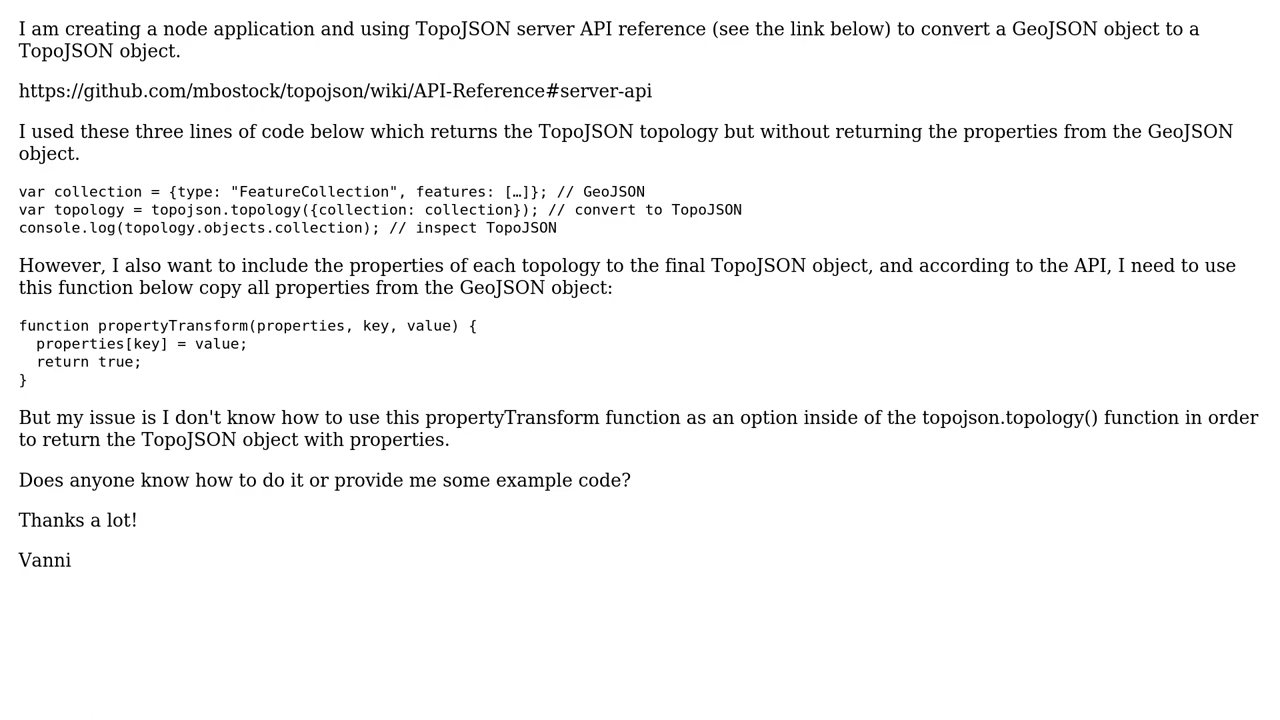 I am creating a node application and using TopoJSON server API reference (see the link below) to convert a GeoJSON object to a
TopoJSON object.
https://github.com/mbostock/topojson/wiki/API-Reference#server-api
I used these three lines of code below which returns the TopoJSON topology but without returning the properties from the GeoJSON
object.
var collection = {type: "FeatureCollection", features: […]}; // GeoJSON
var topology = topojson.topology({collection: collection}); // convert to TopoJSON
console.log(topology.objects.collection); // inspect TopoJSON
However, I also want to include the properties of each topology to the final TopoJSON object, and according to the API, I need to use
this function below copy all properties from the GeoJSON object:
function propertyTransform(properties, key, value) {
  properties[key] = value;
  return true;
}
But my issue is I don't know how to use this propertyTransform function as an option inside of the topojson.topology() function in order
to return the TopoJSON object with properties.
Does anyone know how to do it or provide me some example code?
Thanks a lot!
Vanni